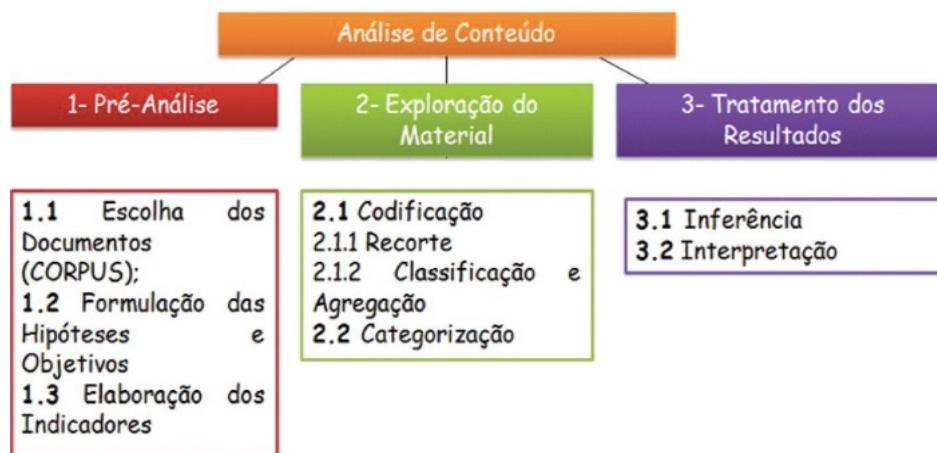 Análise de Conteúdo
1- Pré-Análise
2- Exploração do
Material
3- Tratamento dos
Resultados
1.1 Escolha dos
Documentos
(CORPUS);
1.2 Formulação das
Hipóteses e
Objetivos
1.3 Elaboração dos
Indicadores
2.1 Codificação
2.1.1 Recorte
2.1.2 Classificação e
Agregação
2.2 Categorização
3.1 Inferência
3.2 Interpretação